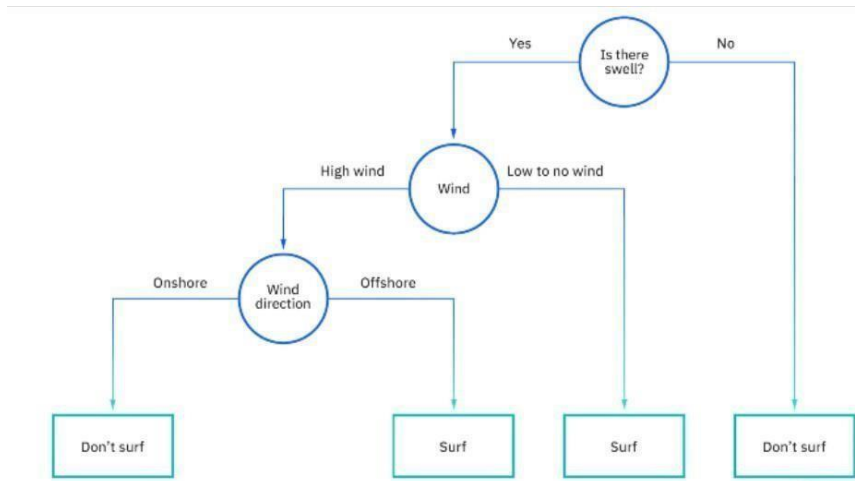 Yes
Is there
swell?
No
High wind
Wind
Low to no wind
Onshore
Wind
direction
Offshore
Don't surf
Surf
Surf
Don't surf